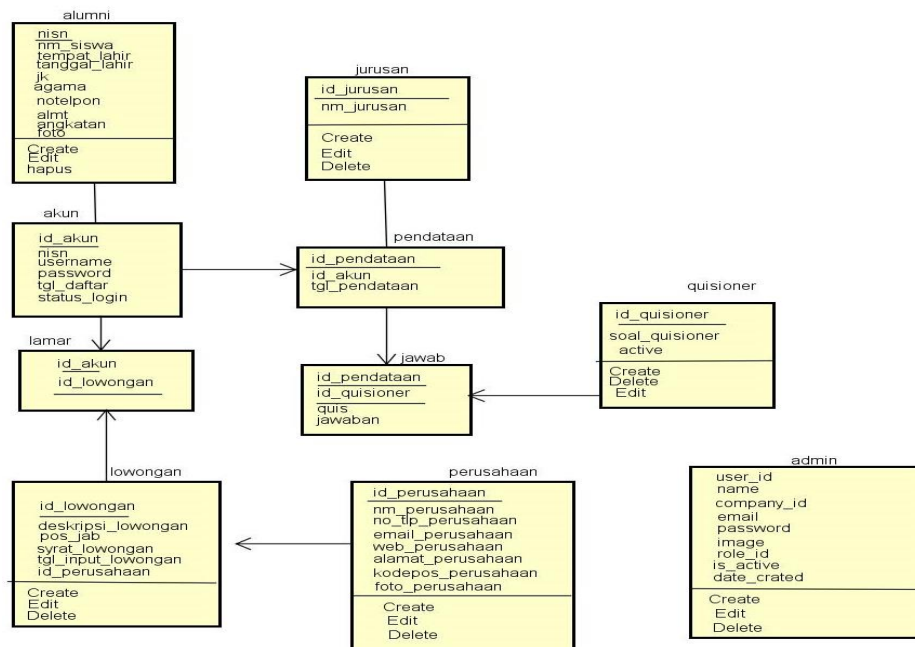 alumni
nisn
nm_siswa
tempat_lahir
tanggal_lahir
jk
agama
notelpon
almt
angkatan
foto
Create
Edit
hapus
jurusan
id_jurusan
nm_jurusan
Create
Edit
Delete
akun
id_akun
nisn
username
password
tgl_daftar
status_login
pendataan
id_pendataan
id_akun
tgl_pendataan
quisioner
id_quisioner
soal_quisioner
active
Create
Delete
Edit
lamar
id_akun
id_lowongan
jawab
id_pendataan
id_quisioner
quis
jawaban
lowongan
id_lowongan
deskripsi_lowongan
pos_jab
syrat_lowongan
tgl_input_lowongan
id_perusahaan
Create
Edit
Delete
perusahaan
id_perusahaan
nm_perusahaan
no_tlp_perusahaan
email_perusahaan
web_perusahaan
alamat_perusahaan
kodepos_perusahaan
foto_perusahaan
Create
Edit
Delete
admin
user_id
name
company_id
email
password
image
role_id
is_active
date_crated
Create
Edit
Delete